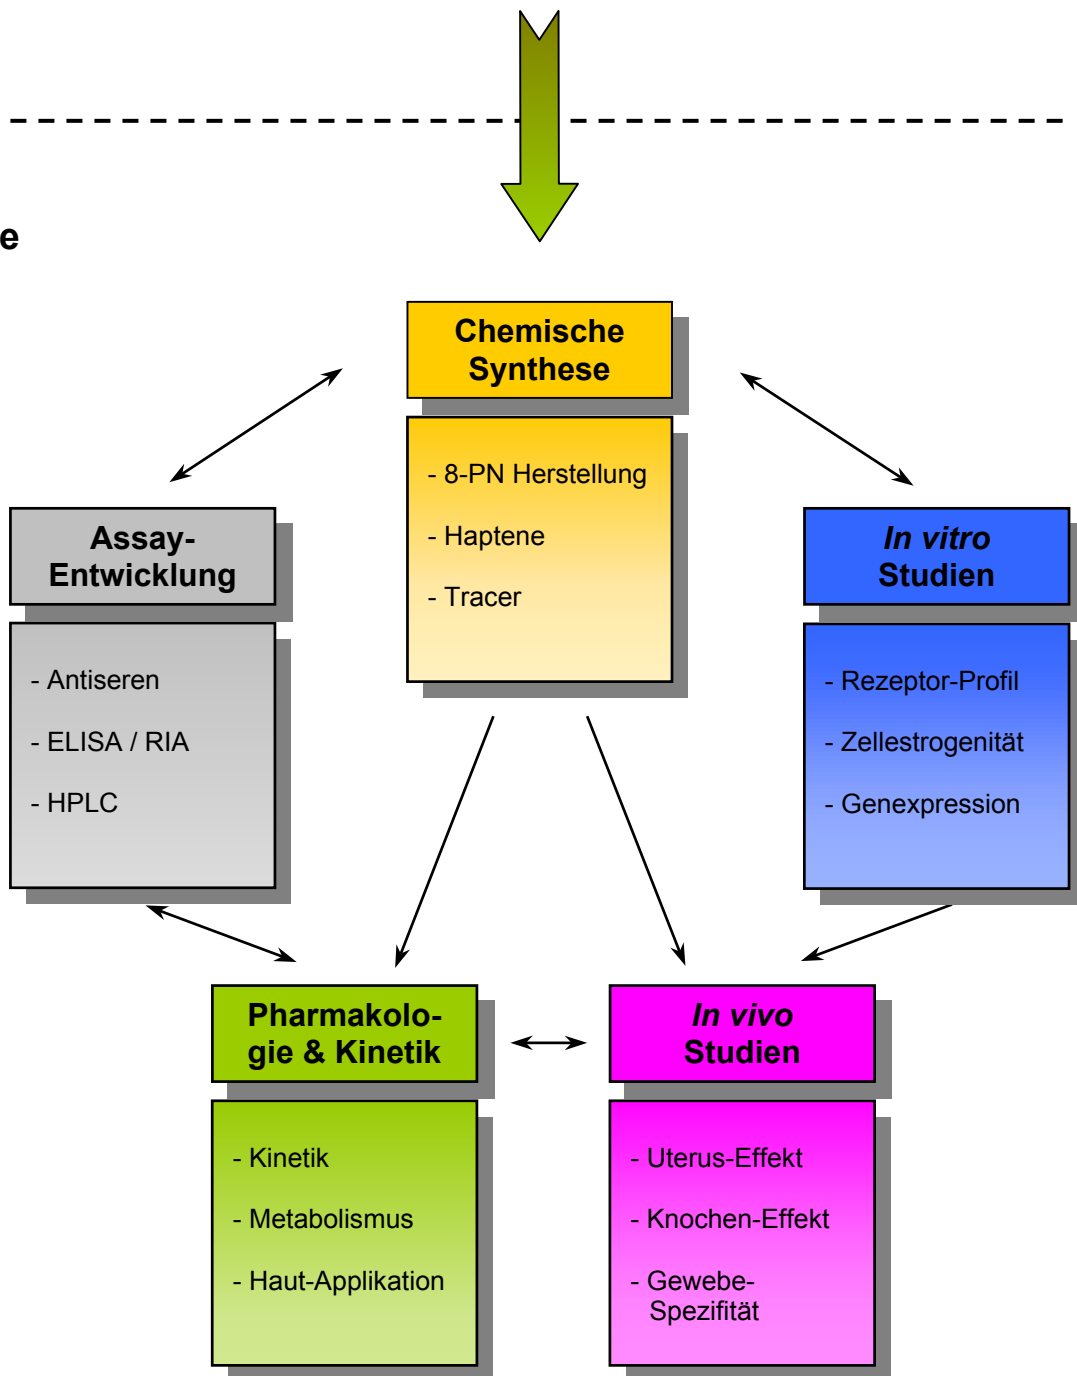 e
Chemische
Synthese
- 8-PN Herstellung
- Haptene
- Tracer
Assay-
Entwicklung
- Antiseren
- ELISA / RIA
- HPLC
In vitro
Studien
- Rezeptor-Profil
- Zellestrogenität
- Genexpression
Pharmakolo-
gie & Kinetik
- Kinetik
- Metabolismus
- Haut-Applikation
In vivo
Studien
- Uterus-Effekt
- Knochen-Effekt
- Gewebe-
Spezifität